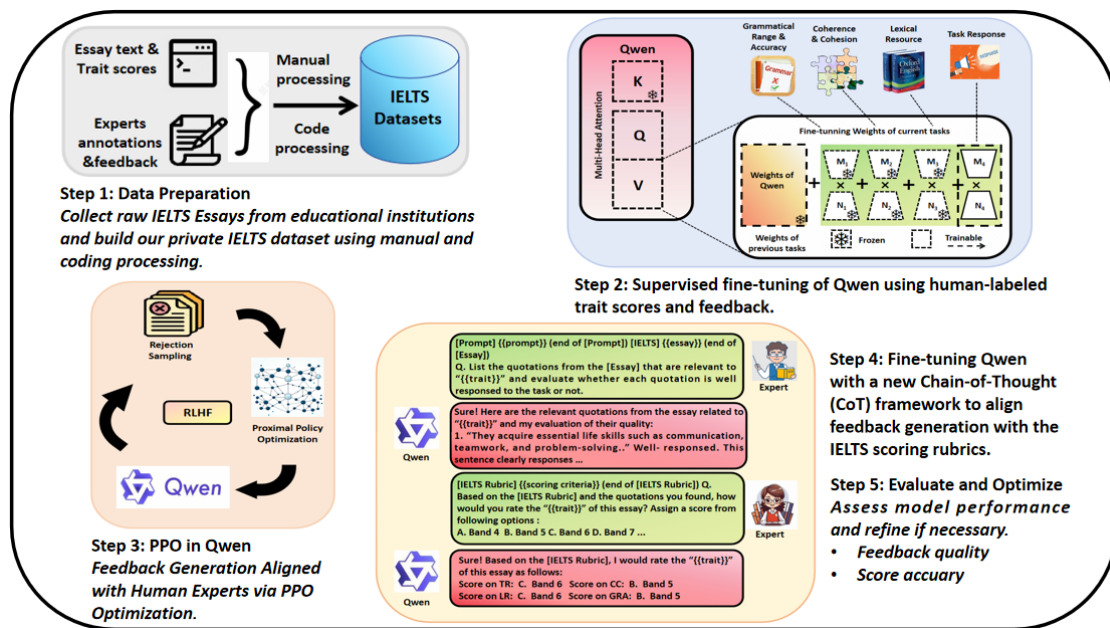 Essay text &
Trait scores
Experts
annotations
&feedback
Manual
processing
Code
processing
IELTS
Datasets
Step 1: Data Preparation
Collect raw IELTS Essays from educational institutions
and build our private IELTS dataset using manual and
coding processing.
Qwen
Multi-Head Attention
K
Q
V
Grammatical
Range &
Accuracy
Coherence
& Cohesion
Lexical
Resource
Task Response
Grammar
Oxford
English
Fine-tunning Weights of current tasks
Weights of
Qwen
+
M1
×
N1
+
M2
×
N2
+
M3
×
N3
+
M4
×
N4
Weights of
previous tasks
Frozen
Trainable
Step 2: Supervised fine-tuning of Qwen using human-labeled
trait scores and feedback.
Rejection
Sampling
RLHF
Proximal Policy
Optimization
Qwen
Step 3: PPO in Qwen
Feedback Generation Aligned
with Human Experts via PPO
Optimization.
[Prompt] {{prompt}} (end of [Prompt]) [IELTS] {{essay}} (end of
[Essay])
Q. List the quotations from the [Essay] that are relevant to
“{{trait}}” and evaluate whether each quotation is well
responsed to the task or not.
Expert
Qwen
Sure! Here are the relevant quotations from the essay related to
“{{trait}}” and my evaluation of their quality:
1. “They acquire essential life skills such as communication,
teamwork, and problem-solving..” Well- responsed. This
sentence clearly responses ...
[IELTS Rubric] {{scoring criteria}} (end of [IELTS Rubric]) Q.
Based on the [IELTS Rubric] and the quotations you found, how
would you rate the “{{trait}}” of this essay? Assign a score from
following options :
A. Band 4 B. Band 5 C. Band 6 D. Band 7 ...
Expert
Qwen
Sure! Based on the [IELTS Rubric], I would rate the “{{trait}}”
of this essay as follows:
Score on TR: C. Band 6 Score on CC: B. Band 5
Score on LR: C. Band 6 Score on GRA: B. Band 5
Step 4: Fine-tuning Qwen
with a new Chain-of-Thought
(CoT) framework to align
feedback generation with the
IELTS scoring rubrics.
Step 5: Evaluate and Optimize
Assess model performance
and refine if necessary.
• Feedback quality
• Score accuary